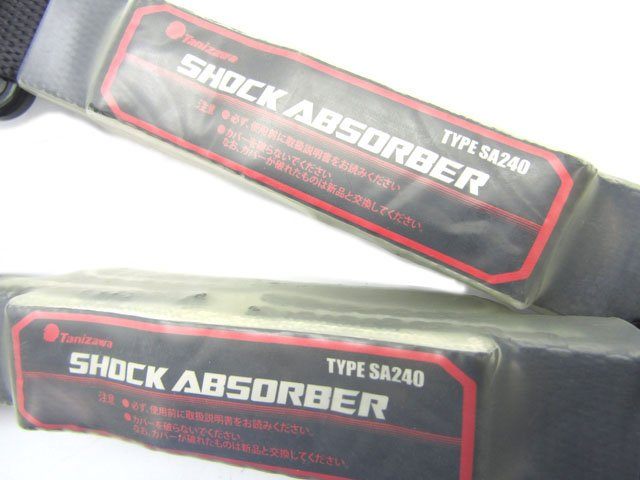 Tanizawa
SHOCK ABSORBER
TYPE SA240
注意 ●必ず、使用前に取扱説明書をお読みください
●カバーを破らないでください
なお、カバーが破れたものは新品と交換してください。
Tanizawa
SHOCK ABSORBER
TYPE SA240
注意 ●必ず、使用前に取扱説明書をお読みください
●カバーを破らないでください
なお、カバーが破れたものは新品と交換してください。